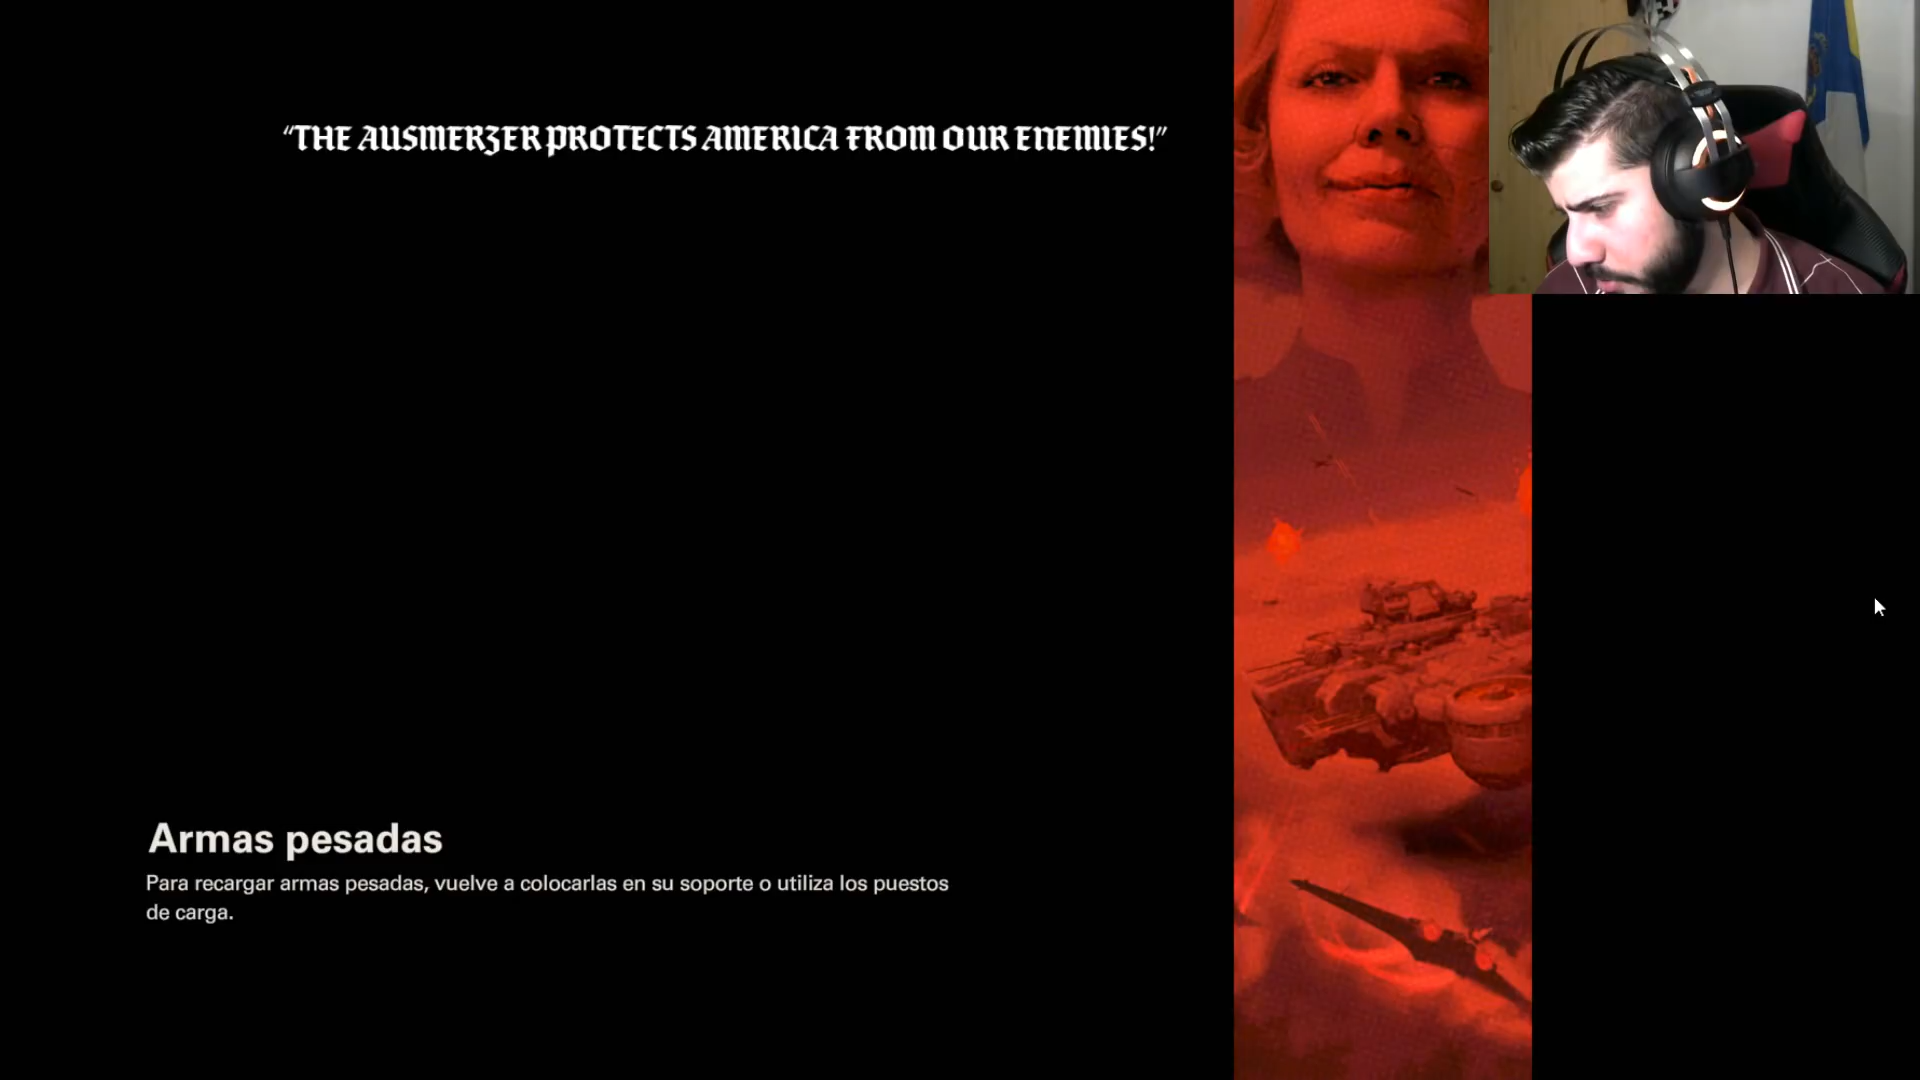 “THE AUSMERZER PROTECTS AMERICA FROM OUR ENEMIES!”
Armas pesadas
Para recargar armas pesadas, vuelve a colocarlas en su soporte o utiliza los puestos
de carga.